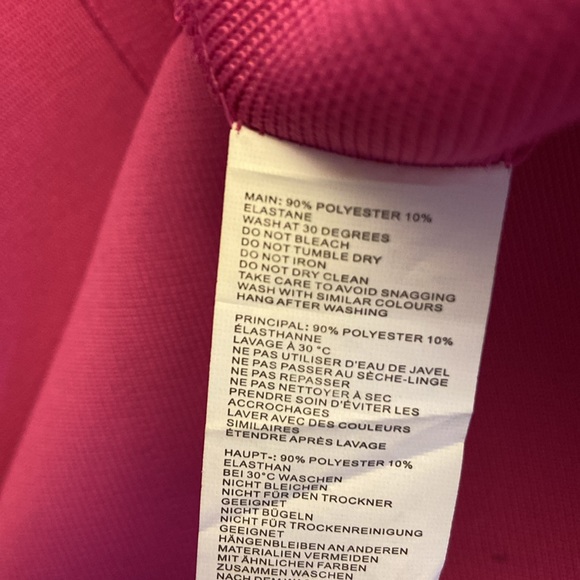 MAIN: 90% POLYESTER 10%
ELASTANE
WASH AT 30 DEGREES
DO NOT BLEACH
DO NOT TUMBLE DRY
DO NOT IRON
DO NOT DRY CLEAN
TAKE CARE TO AVOID SNAGGING
WASH WITH SIMILAR COLOURS
HANG AFTER WASHING
PRINCIPAL: 90% POLYESTER 10%
ÉLASTHANNE
LAVAGE À 30 °C
NE PAS UTILISER D'EAU DE JAVEL
NE PAS PASSER AU SÈCHE-LINGE
NE PAS REPASSER
NE PAS NETTOYER À SEC
PRENDRE SOIN D'ÉVITER LES
ACCROCHAGES
LAVER AVEC DES COULEURS
SIMILAIRES
ÉTENDRE APRÈS LAVAGE
HAUPT-: 90% POLYESTER 10%
ELASTHAN
BEI 30°C WASCHEN
NICHT BLEICHEN
NICHT FÜR DEN TROCKNER
GEEIGNET
NICHT BÜGELN
NICHT FÜR TROCKENREINIGUNG
GEEIGNET
HÄNGENBLEIBEN AN ANDEREN
MATERIALIEN VERMEIDEN
MIT ÄHNLICHEN FARBEN
ZUSAMMEN WASCHEN
NACH DEM